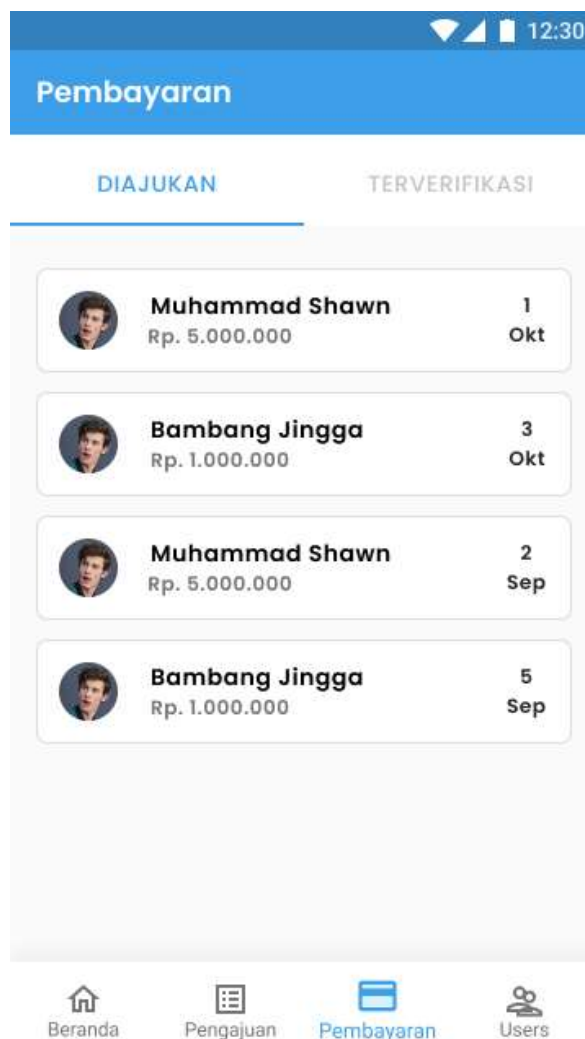 12:30
Pembayaran
DIAJUKAN TERVERIFIKASI
Muhammad Shawn
Rp. 5.000.000
1
Okt
Bambang Jingga
Rp. 1.000.000
3
Okt
Muhammad Shawn
Rp. 5.000.000
2
Sep
Bambang Jingga
Rp. 1.000.000
5
Sep
Beranda Pengajuan Pembayaran Users